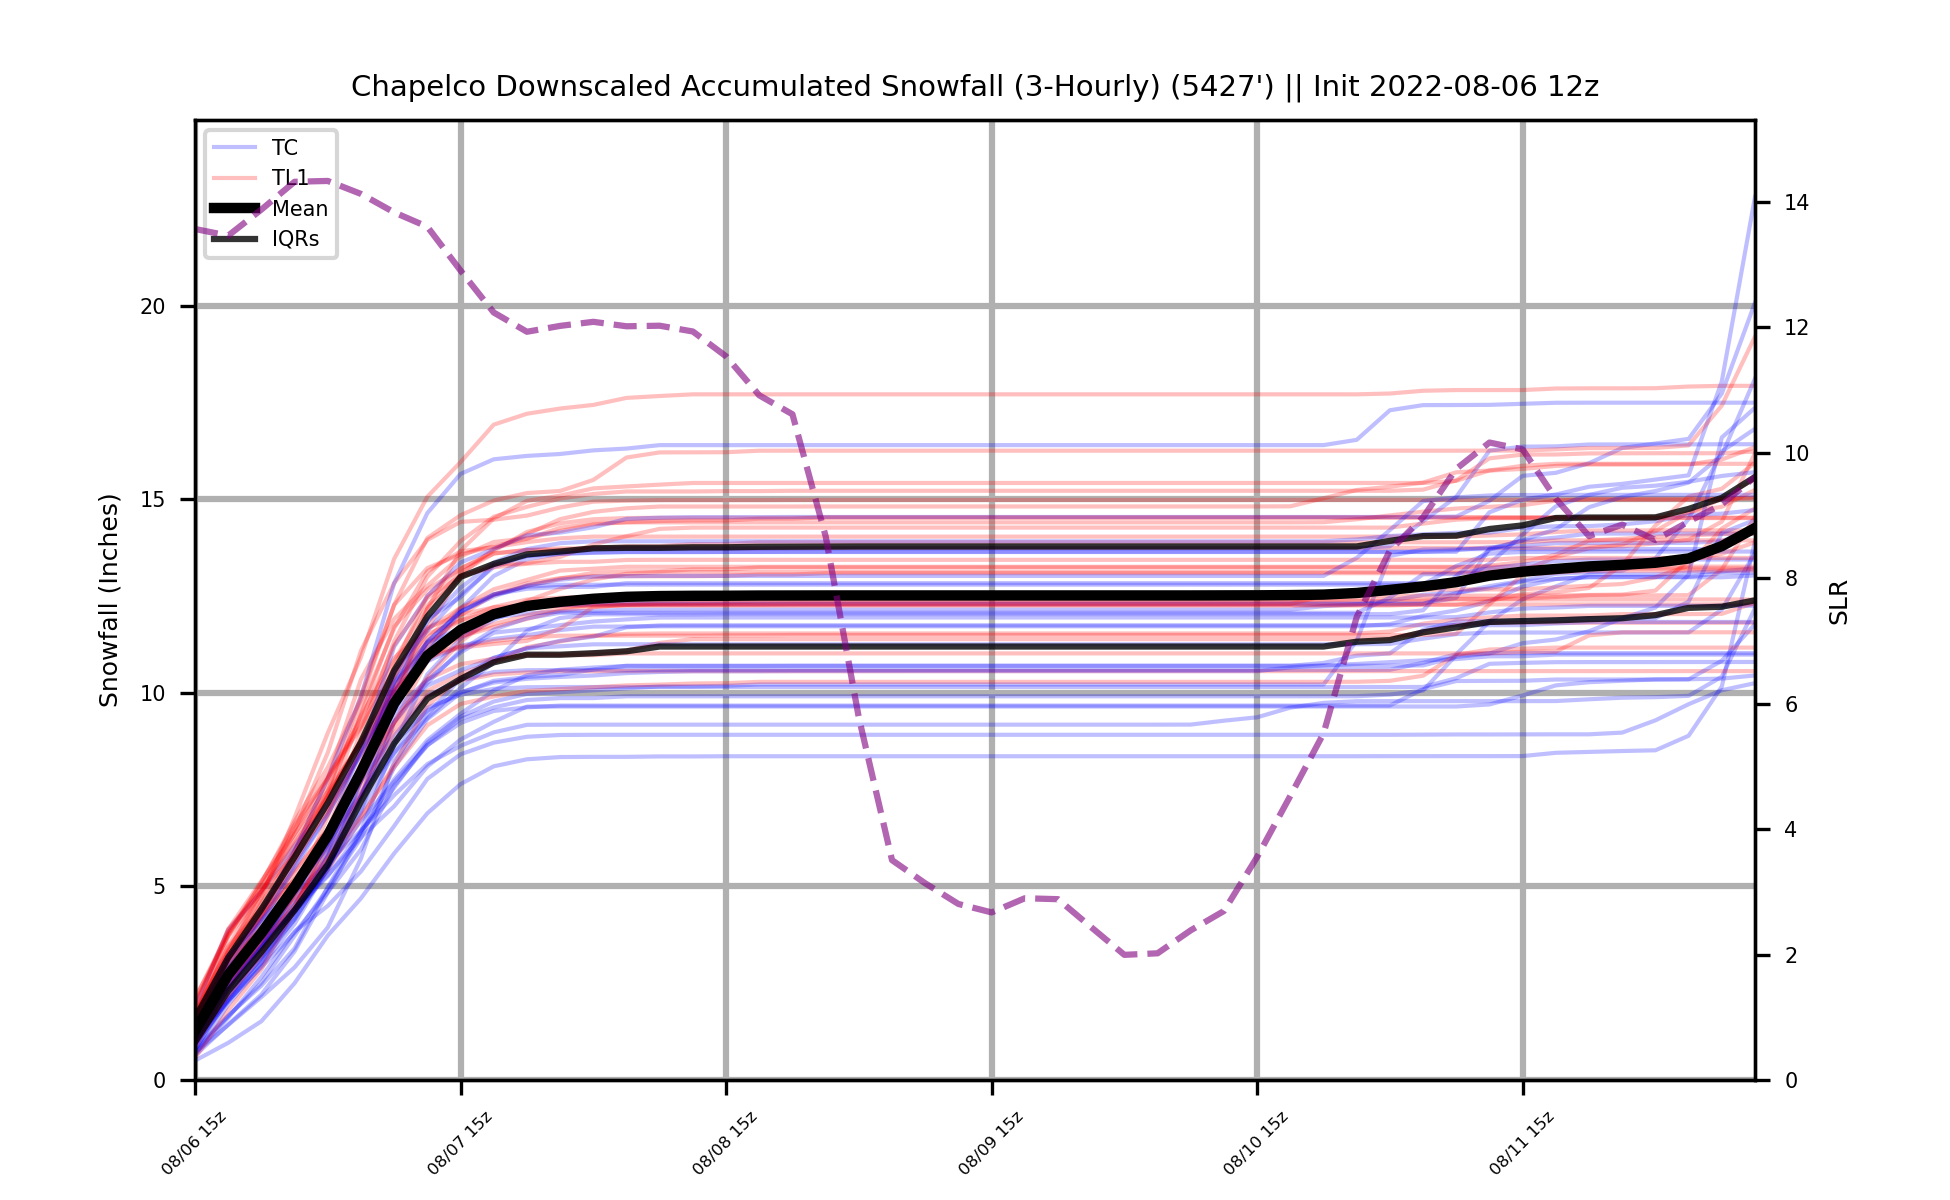 Chapelco Downscaled Accumulated Snowfall (3-Hourly) (5427') || Init 2022-08-06 12z
TC
TL1
Mean
IQRs
Snowfall (Inches)
20
15
10
5
0
14
12
10
8
6
4
2
0
SLR
08/06 15z
08/07 15z
08/08 15z
08/09 15z
08/10 15z
08/11 15z